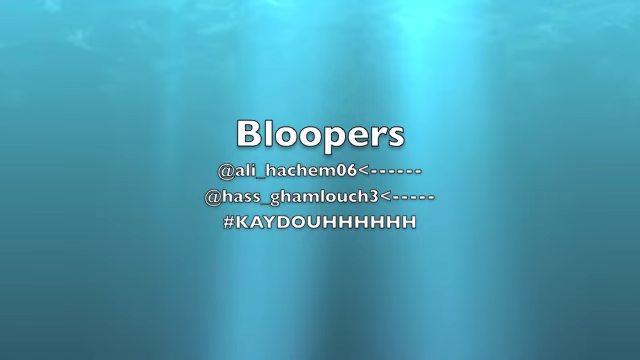 Bloopers
@ali_hachem06<------
@hass_ghamlouch3<-----
#KAYDOUHHHHHH